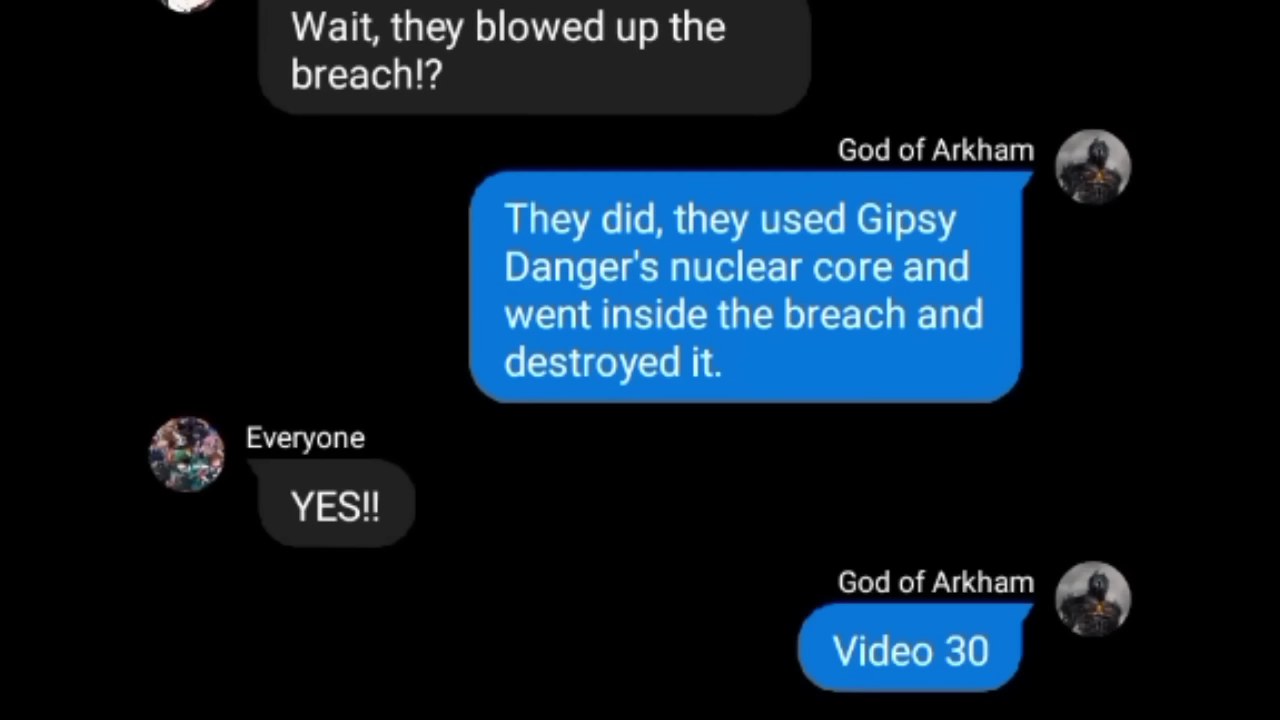 Wait, they blowed up the
breach!?
God of Arkham
They did, they used Gipsy
Danger's nuclear core and
went inside the breach and
destroyed it.
Everyone
YES!!
God of Arkham
Video 30